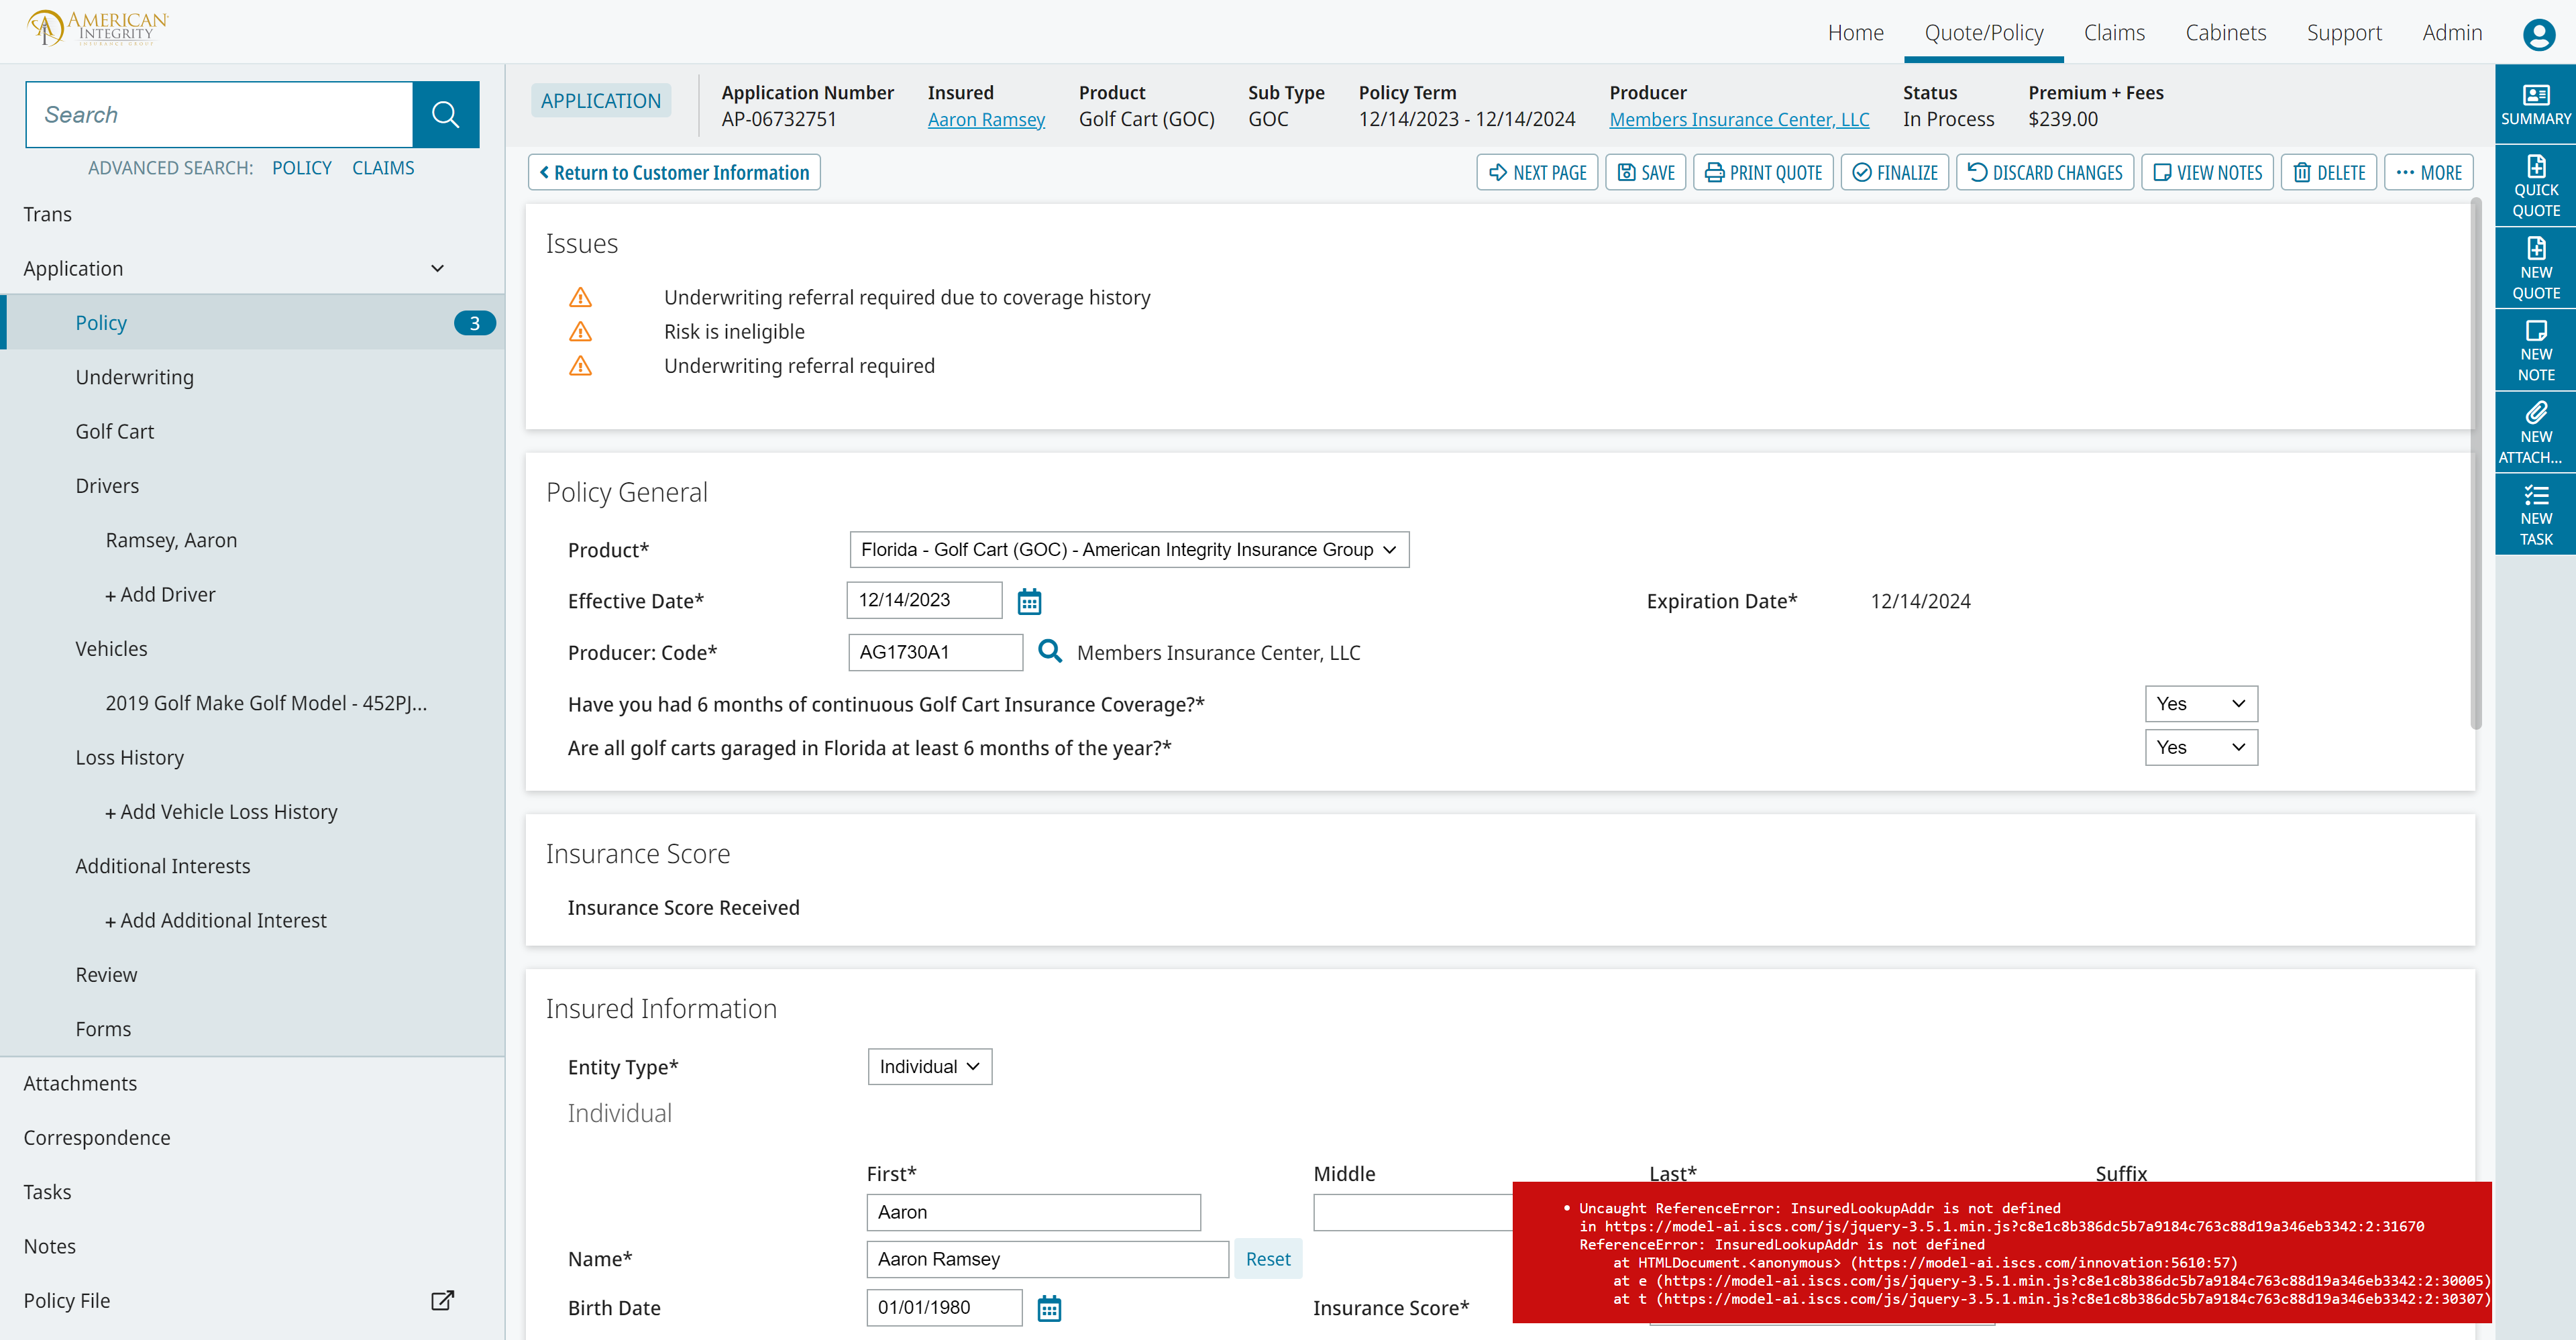 AMERICAN
INTEGRITY
INSURANCE GROUP
Home
Quote/Policy
Claims
Cabinets
Support
Admin
Search
ADVANCED SEARCH: POLICY CLAIMS
Trans
Application
Policy 3
Underwriting
Golf Cart
Drivers
Ramsey, Aaron
+ Add Driver
Vehicles
2019 Golf Make Golf Model - 452PJ...
Loss History
+ Add Vehicle Loss History
Additional Interests
+ Add Additional Interest
Review
Forms
Attachments
Correspondence
Tasks
Notes
Policy File
APPLICATION
Application Number
AP-06732751
Insured
Aaron Ramsey
Product
Golf Cart (GOC)
Sub Type
GOC
Policy Term
12/14/2023 - 12/14/2024
Producer
Members Insurance Center, LLC
Status
In Process
Premium + Fees
$239.00
Return to Customer Information
NEXT PAGE
SAVE
PRINT QUOTE
FINALIZE
DISCARD CHANGES
VIEW NOTES
DELETE
MORE
Issues
Underwriting referral required due to coverage history
Risk is ineligible
Underwriting referral required
Policy General
Product* Florida - Golf Cart (GOC) - American Integrity Insurance Group
Effective Date* 12/14/2023 Expiration Date* 12/14/2024
Producer: Code* AG1730A1 Members Insurance Center, LLC
Have you had 6 months of continuous Golf Cart Insurance Coverage?* Yes
Are all golf carts garaged in Florida at least 6 months of the year?* Yes
Insurance Score
Insurance Score Received
Insured Information
Entity Type* Individual
Individual
First* Middle Last* Suffix
Aaron
Name* Aaron Ramsey Reset
Birth Date 01/01/1980 Insurance Score*
• Uncaught ReferenceError: InsuredLookupAddr is not defined
in https://model-ai.iscs.com/js/jquery-3.5.1.min.js?c8e1c8b386dc5b7a9184c763c88d19a346eb3342:2:31670
ReferenceError: InsuredLookupAddr is not defined
at HTMLDocument.<anonymous> (https://model-ai.iscs.com/innovation:5610:57)
at e (https://model-ai.iscs.com/js/jquery-3.5.1.min.js?c8e1c8b386dc5b7a9184c763c88d19a346eb3342:2:30005)
at t (https://model-ai.iscs.com/js/jquery-3.5.1.min.js?c8e1c8b386dc5b7a9184c763c88d19a346eb3342:2:30307)
SUMMARY
QUICK
QUOTE
NEW
QUOTE
NEW
NOTE
NEW
ATTACH...
NEW
TASK